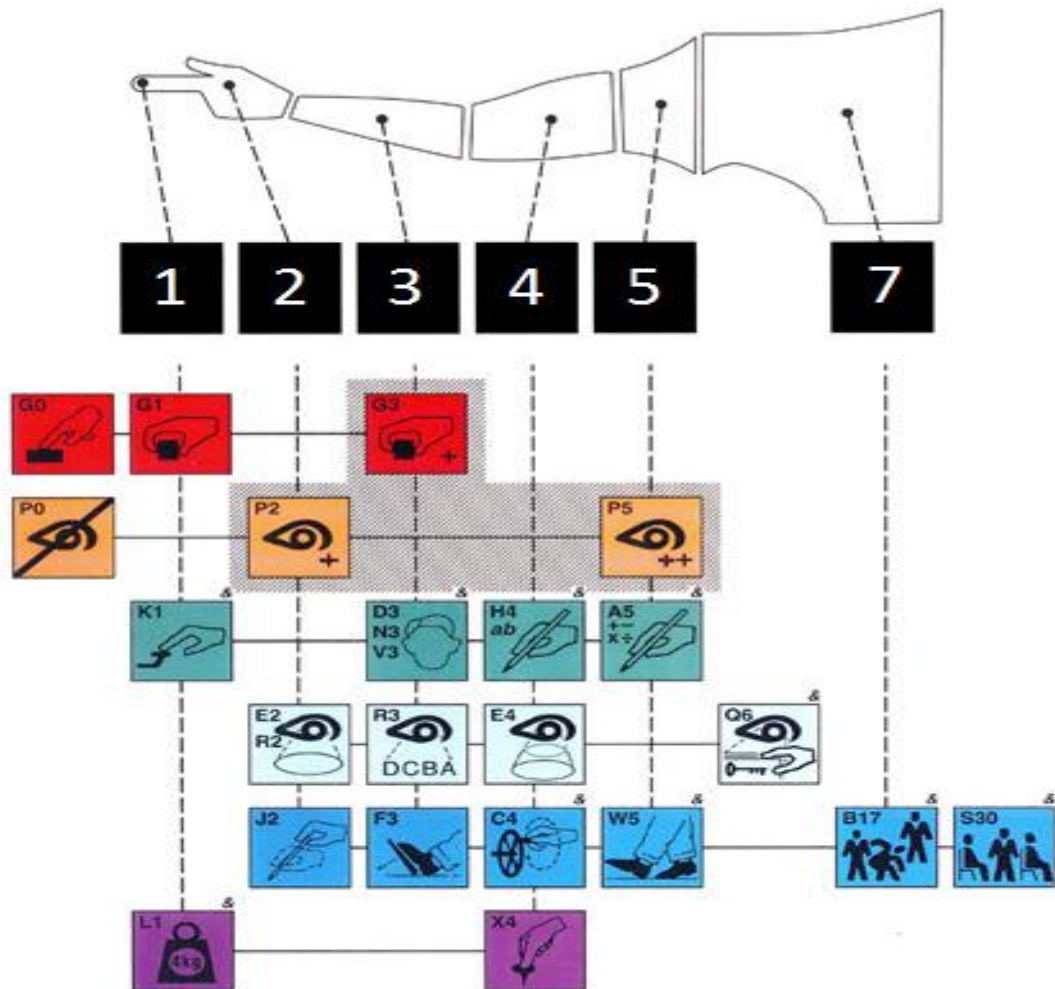 1 2 3 4 5 7
G0 G1 G3
+
P0 P2 P5
+ ++
& & & &
K1 D3 H4 A5
N3 ab + −
V3 x ÷
&
E2 R3 E4 Q6
R2
DCBA
& & & &
J2 F3 C4 W5 B17 S30
&
L1 X4
4kg